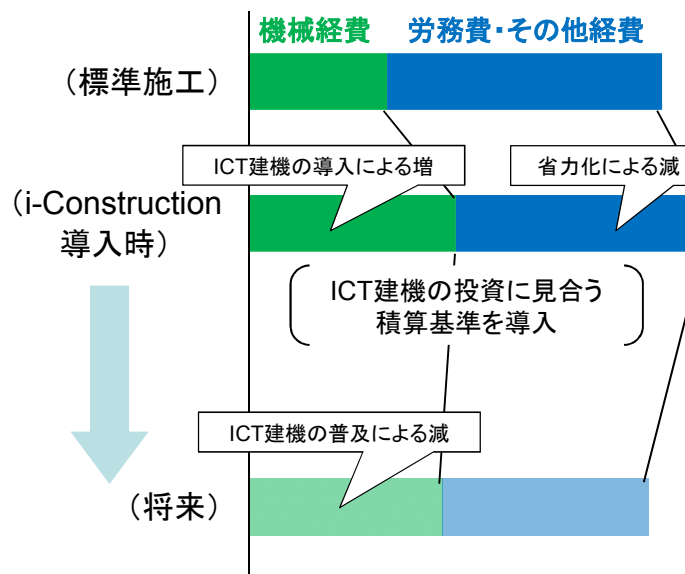 機械経費 労務費・その他経費
（標準施工）
ICT建機の導入による増 省力化による減
（i-Construction
導入時）
ICT建機の投資に見合う
積算基準を導入
ICT建機の普及による減
（将来）